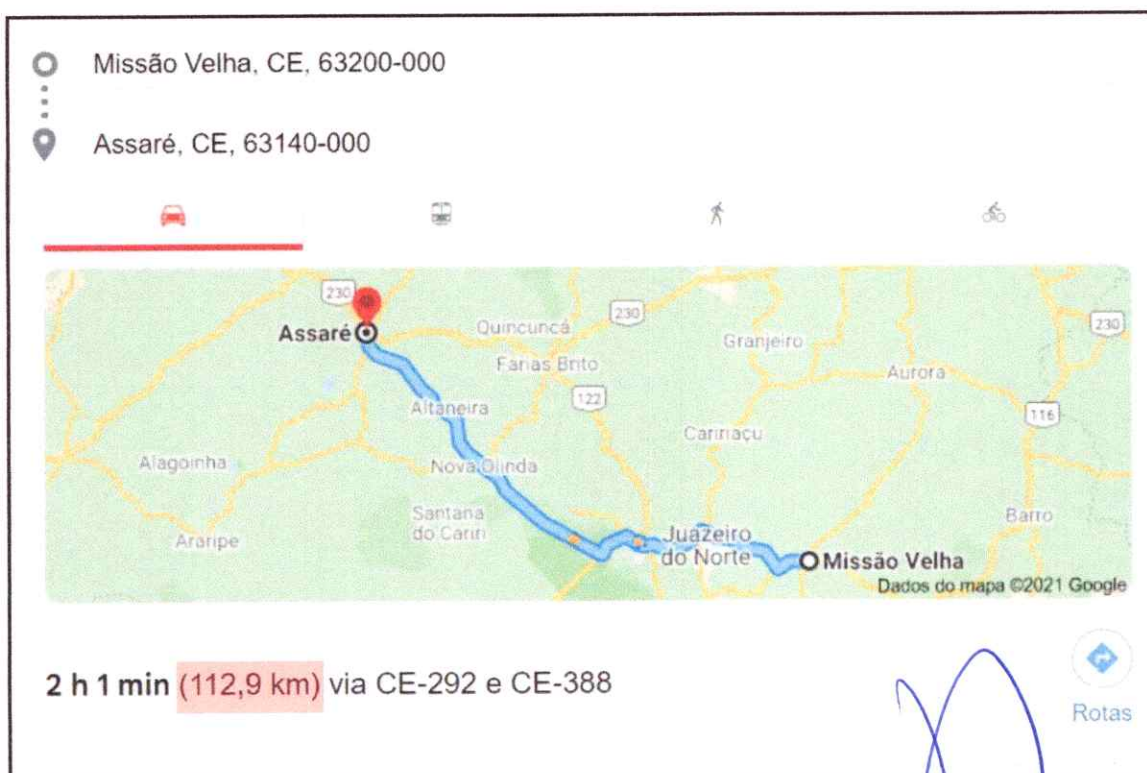 Missão Velha, CE, 63200-000
Assaré, CE, 63140-000
230
Assaré
Quincuncá
230
Granjeiro
230
Farias Brito
Aurora
Altaneira
122
116
Caririaçu
Alagoinha
Nova Olinda
Santana
do Cariri
Barro
Araripe
Juazeiro
do Norte
Missão Velha
Dados do mapa ©2021 Google
2 h 1 min (112,9 km) via CE-292 e CE-388
Rotas